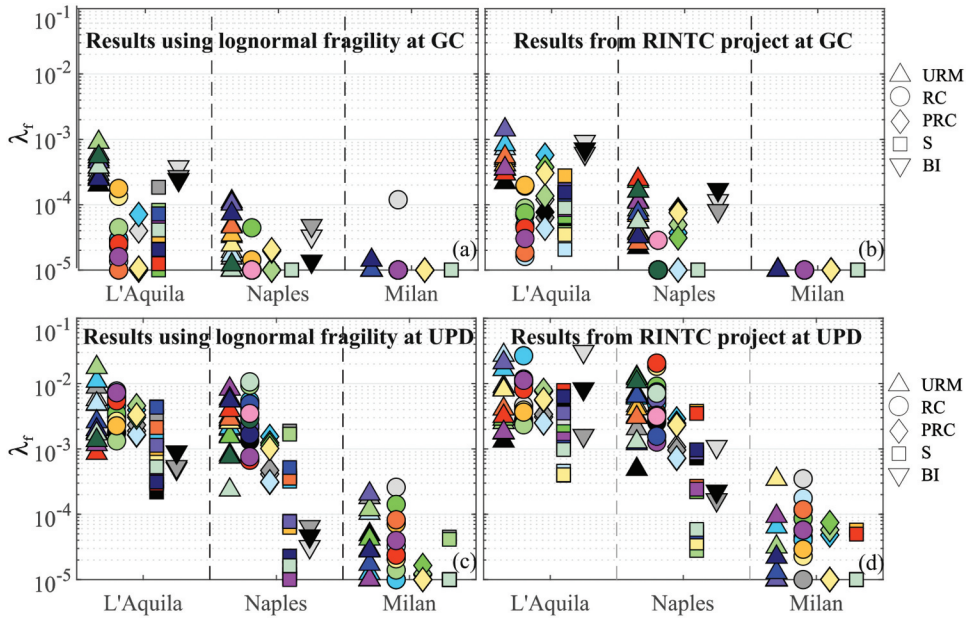 Results using lognormal fragility at GC
Results from RINTC project at GC
10⁻¹
10⁻²
10⁻³
10⁻⁴
10⁻⁵
λf
URM
RC
PRC
S
BI
(a)
(b)
L'Aquila Naples Milan
L'Aquila Naples Milan
Results using lognormal fragility at UPD
Results from RINTC project at UPD
10⁻¹
10⁻²
10⁻³
10⁻⁴
10⁻⁵
λf
URM
RC
PRC
S
BI
(c)
(d)
L'Aquila Naples Milan
L'Aquila Naples Milan